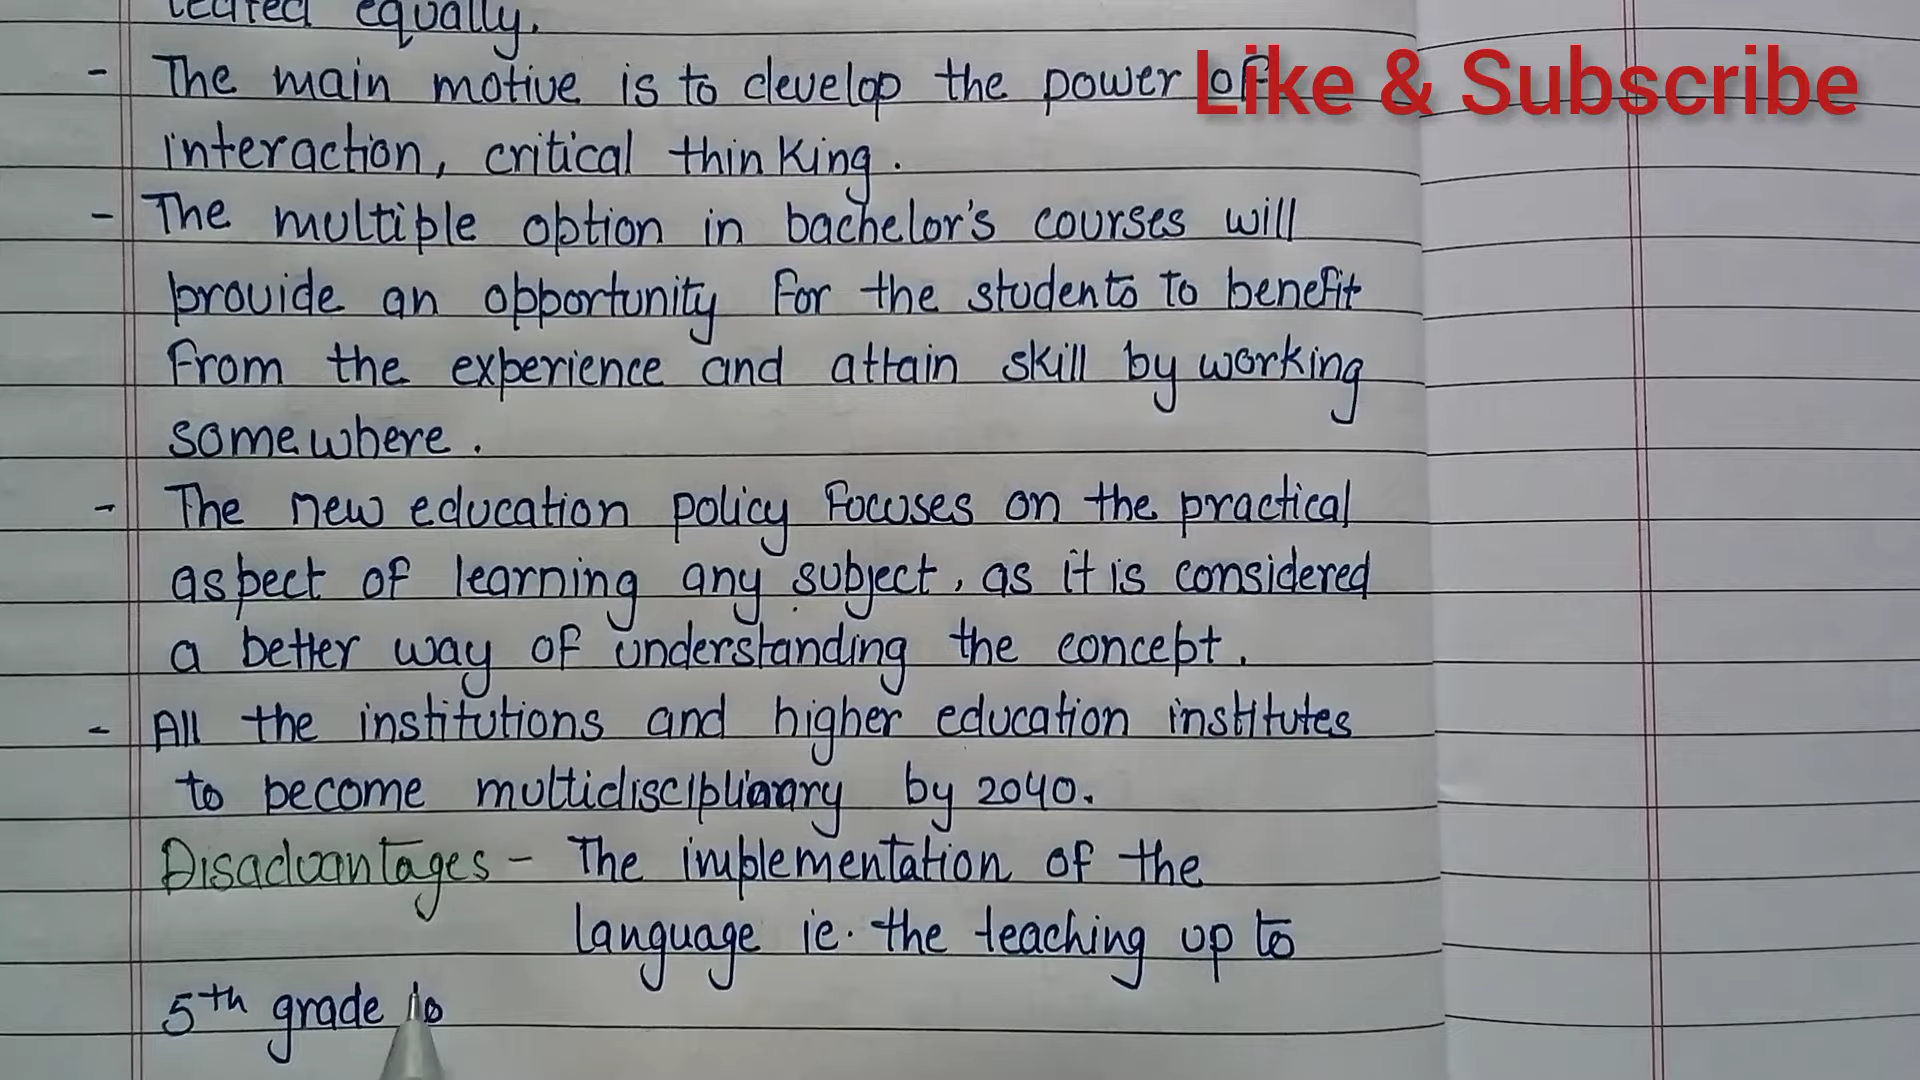 equally.
- The main motive is to develop the power of
Like & Subscribe
interaction, critical thinking.
- The multiple option in bachelor's courses will
provide an opportunity for the students to benefit
from the experience and attain skill by working
somewhere.
- The new education policy focuses on the practical
aspect of learning any subject, as it is considered
a better way of understanding the concept.
- All the institutions and higher education institutes
to become multidisciplinary by 2040.
Disadvantages - The implementation of the
language ie. the teaching up to
5th grade